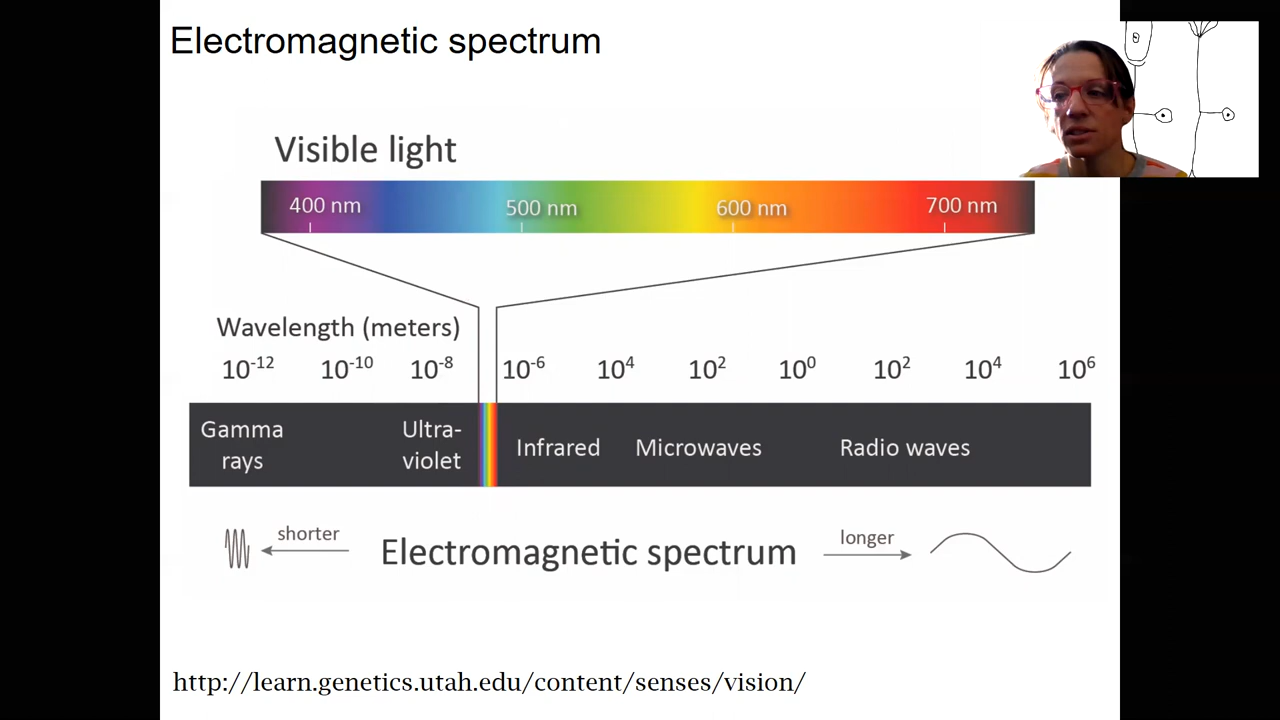 Electromagnetic spectrum
Visible light
400 nm 500 nm 600 nm 700 nm
Wavelength (meters)
10⁻¹² 10⁻¹⁰ 10⁻⁸ 10⁻⁶ 10⁴ 10² 10⁰ 10² 10⁴ 10⁶
Gamma rays Ultra-violet Infrared Microwaves Radio waves
shorter Electromagnetic spectrum longer
http://learn.genetics.utah.edu/content/senses/vision/